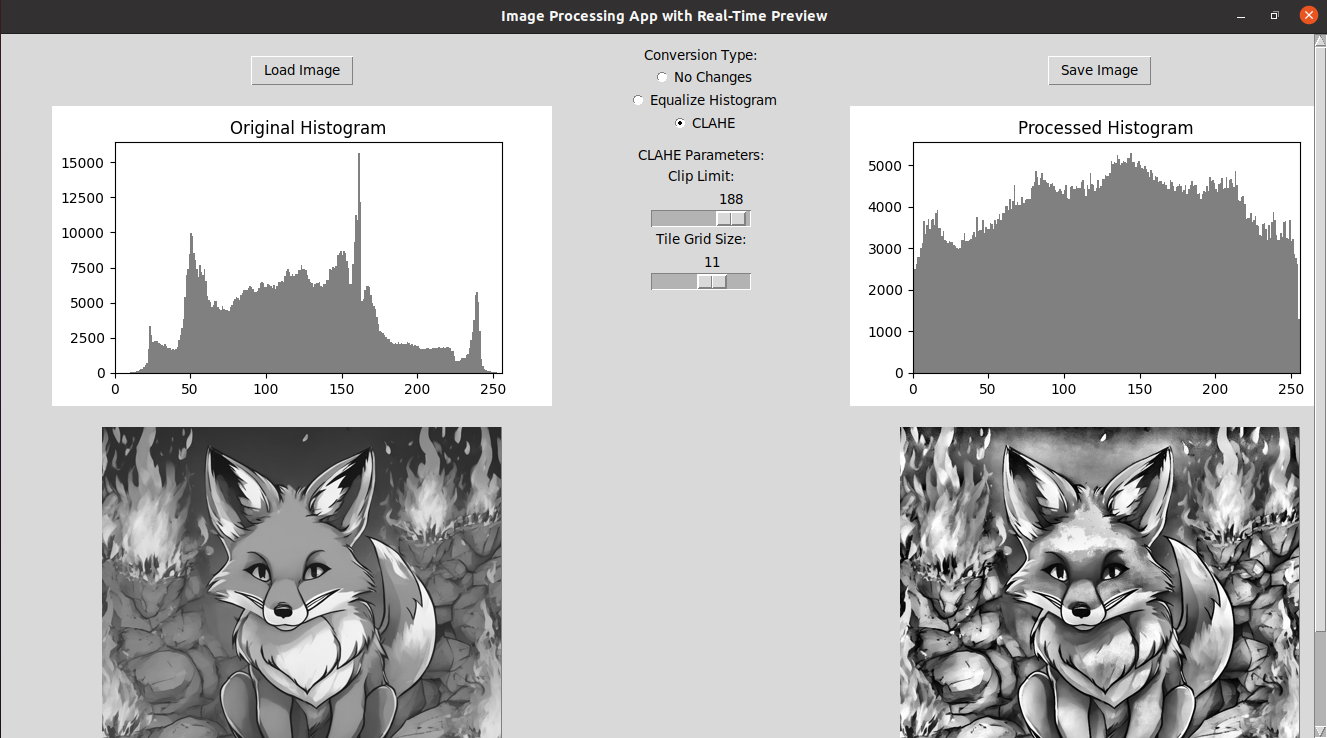 Image Processing App with Real-Time Preview
Load Image
Conversion Type:
No Changes
Equalize Histogram
CLAHE
CLAHE Parameters:
Clip Limit:
188
Tile Grid Size:
11
Save Image
Original Histogram
15000
12500
10000
7500
5000
2500
0
0 50 100 150 200 250
Processed Histogram
5000
4000
3000
2000
1000
0
0 50 100 150 200 250